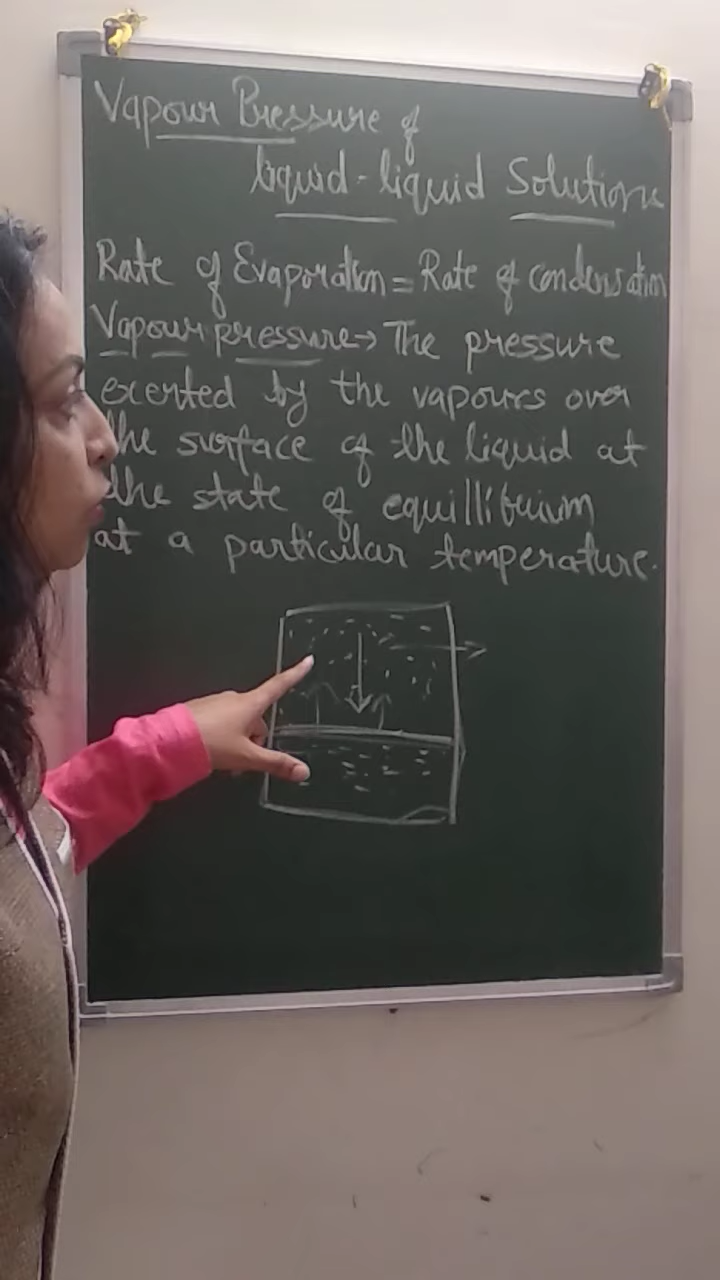 Vapour Pressure of
liquid-liquid Solutions
Rate of Evaporation = Rate of condensation
Vapour pressure → The pressure
exerted by the vapours over
the surface of the liquid at
the state of equillibrium
at a particular temperature.